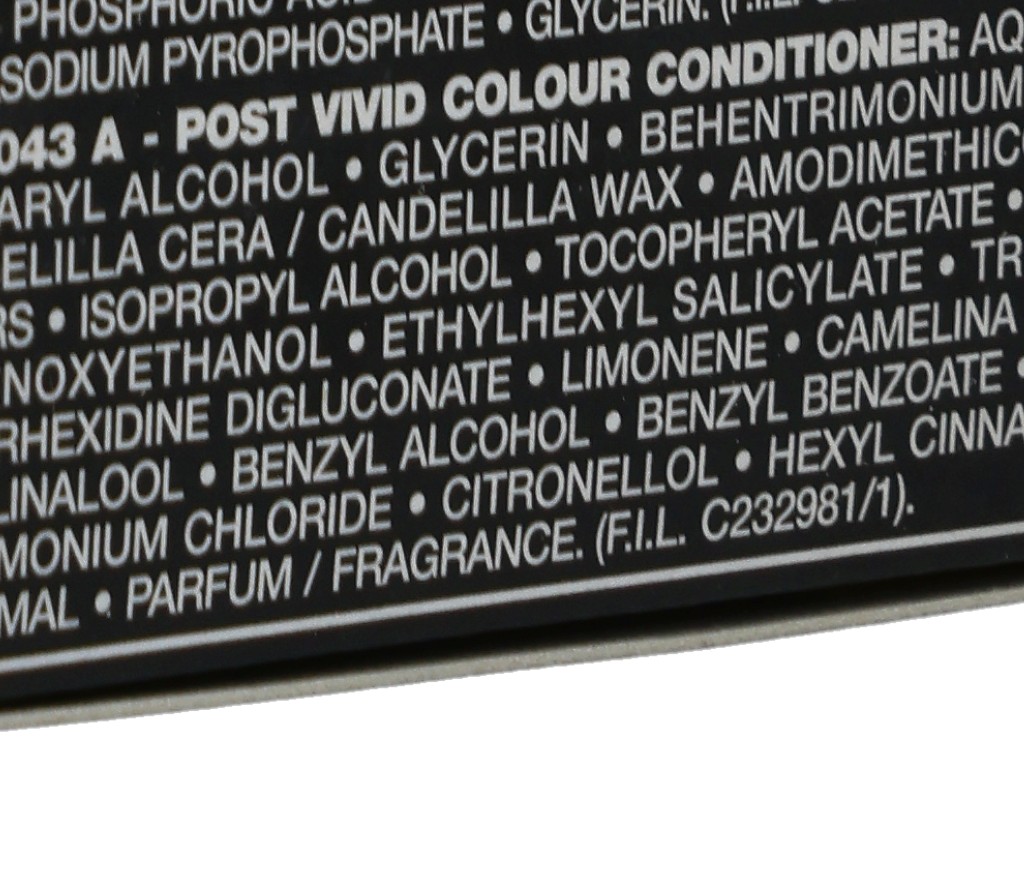 PHOSPHORIC
SODIUM PYROPHOSPHATE • GLYCERIN. (F.I.L.
043 A - POST VIVID COLOUR CONDITIONER: AQ
ARYL ALCOHOL • GLYCERIN • BEHENTRIMONIUM
ELILLA CERA / CANDELILLA WAX • AMODIMETHIC
RS • ISOPROPYL ALCOHOL • TOCOPHERYL ACETATE •
NOXYETHANOL • ETHYLHEXYL SALICYLATE • TR
RHEXIDINE DIGLUCONATE • LIMONENE • CAMELINA
LINALOOL • BENZYL ALCOHOL • BENZYL BENZOATE •
MONIUM CHLORIDE • CITRONELLOL • HEXYL CINNA
MAL • PARFUM / FRAGRANCE. (F.I.L. C232981/1).